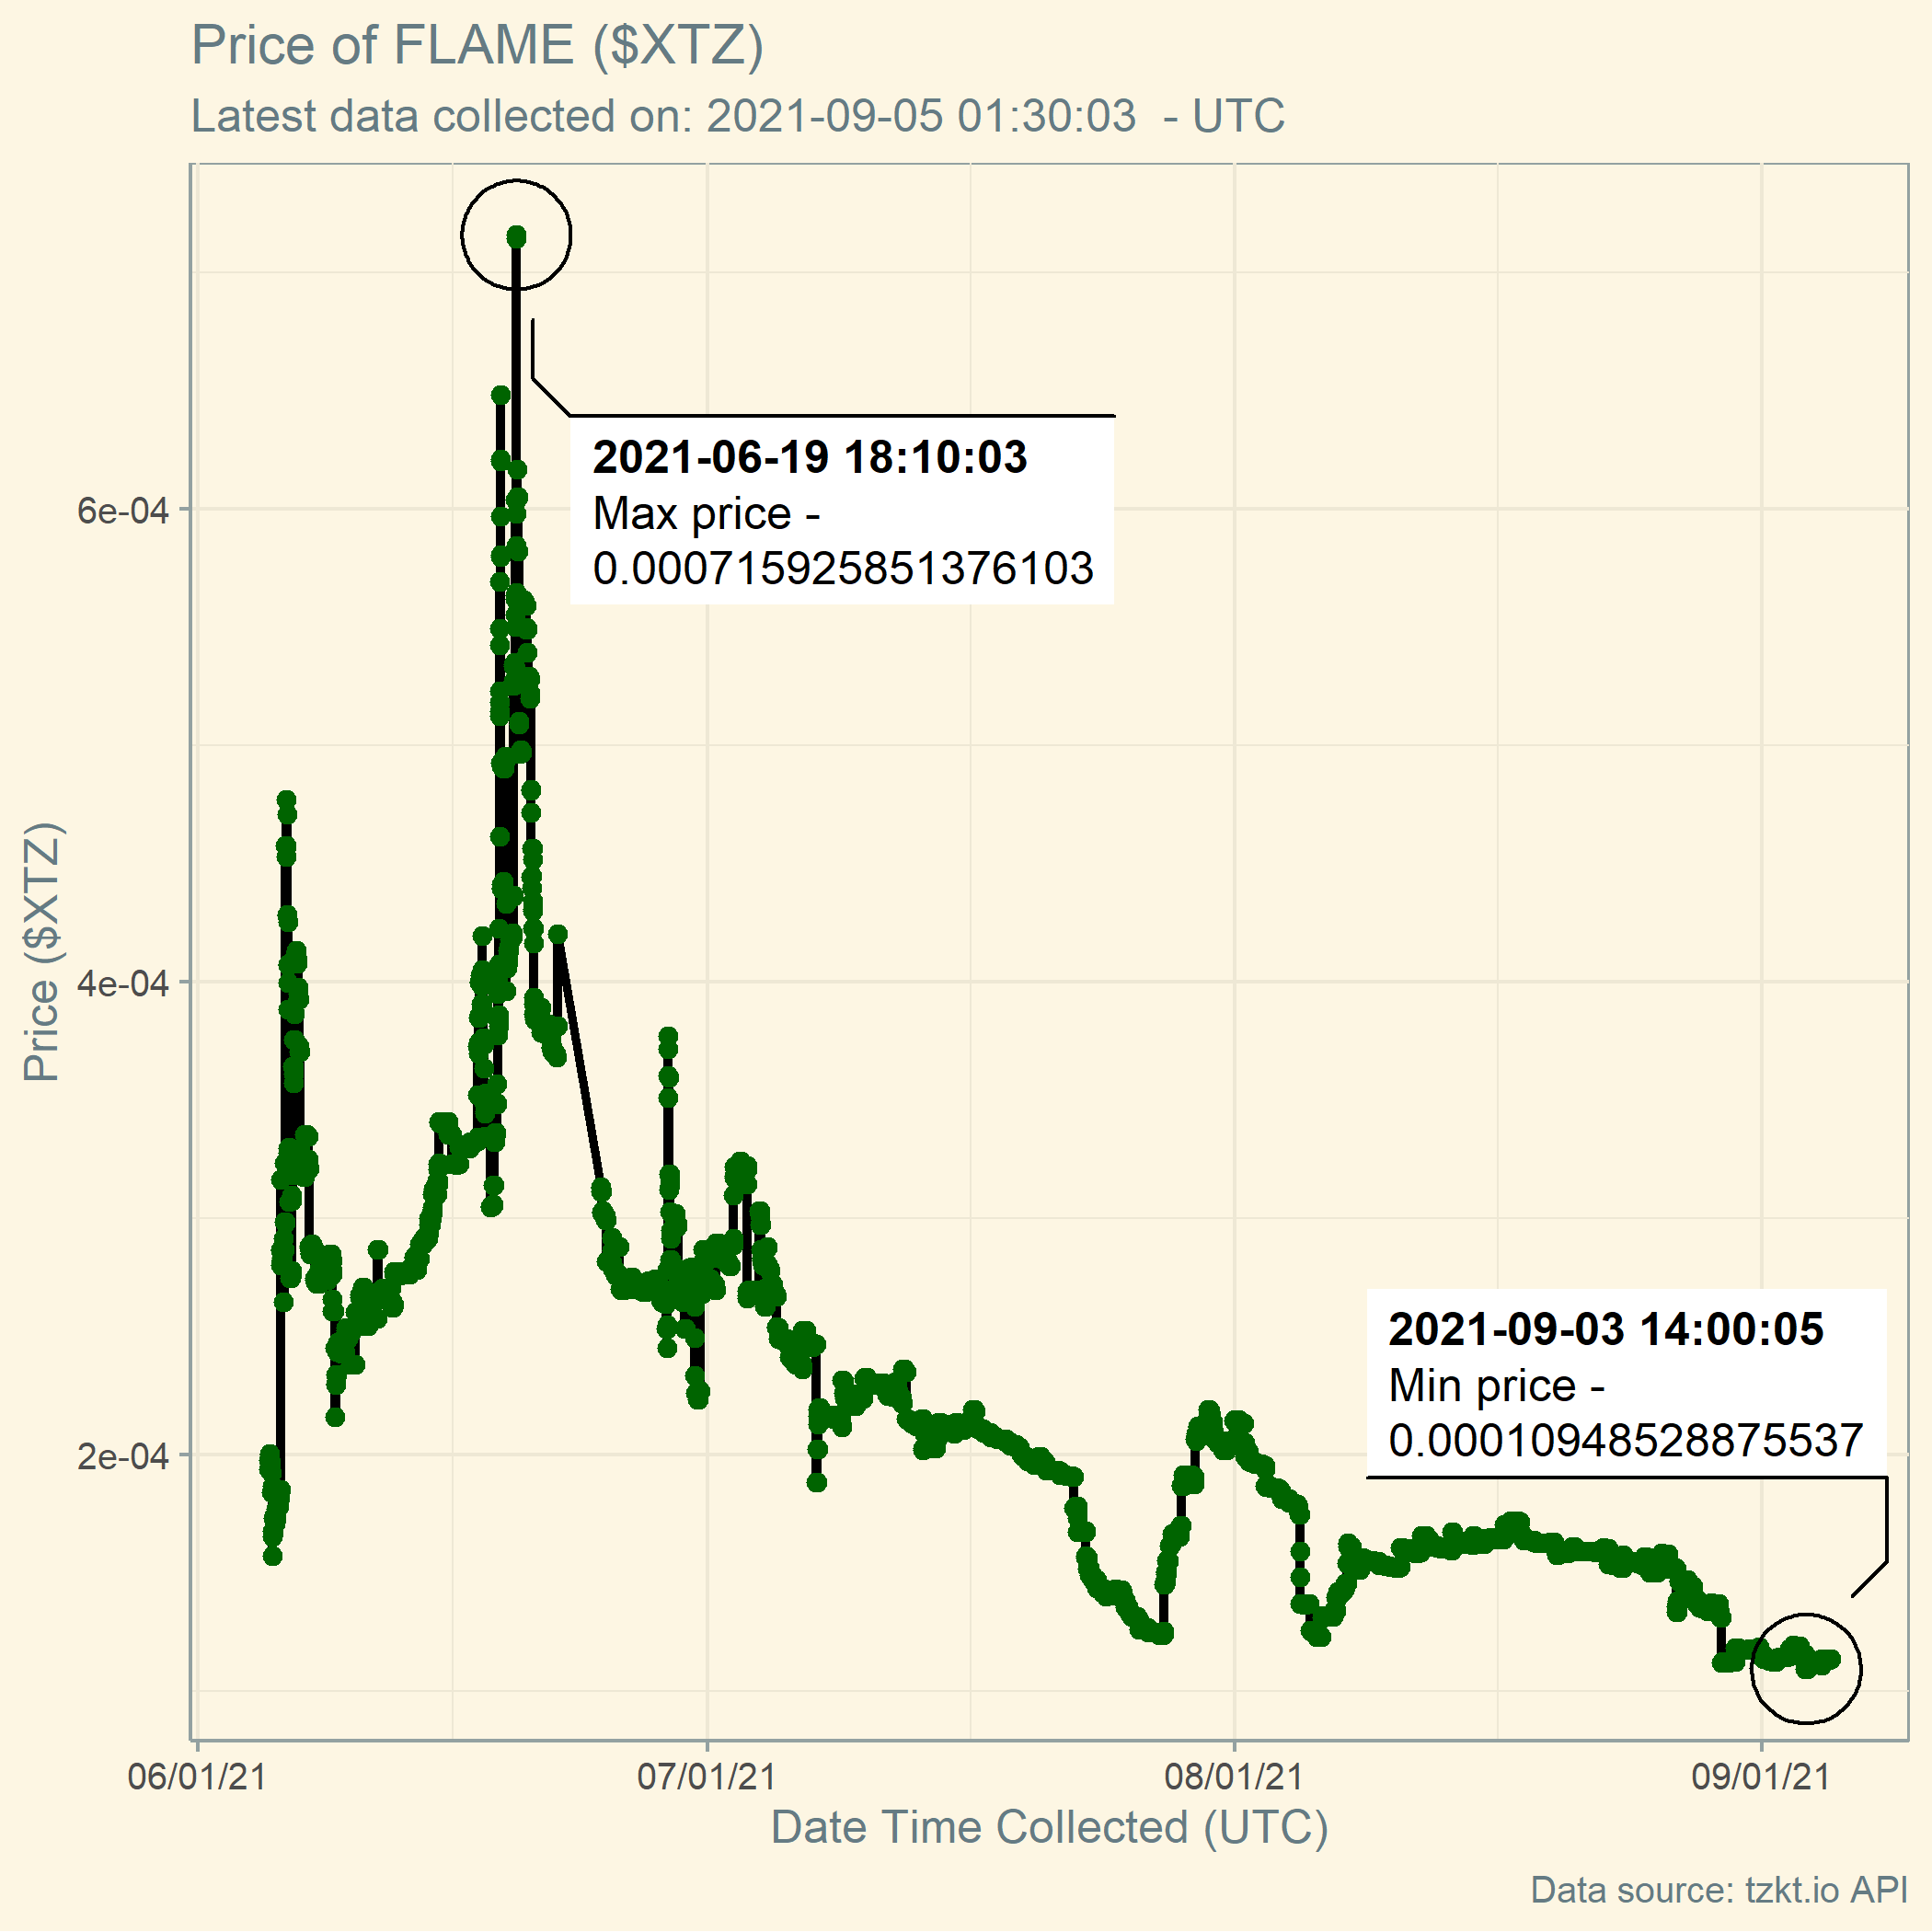 Price of FLAME ($XTZ)
Latest data collected on: 2021-09-05 01:30:03  - UTC
2021-06-19 18:10:03
Max price -
0.000715925851376103
6e-04
4e-04
2e-04
Price ($XTZ)
2021-09-03 14:00:05
Min price -
0.00010948528875537
06/01/21
07/01/21
08/01/21
09/01/21
Date Time Collected (UTC)
Data source: tzkt.io API